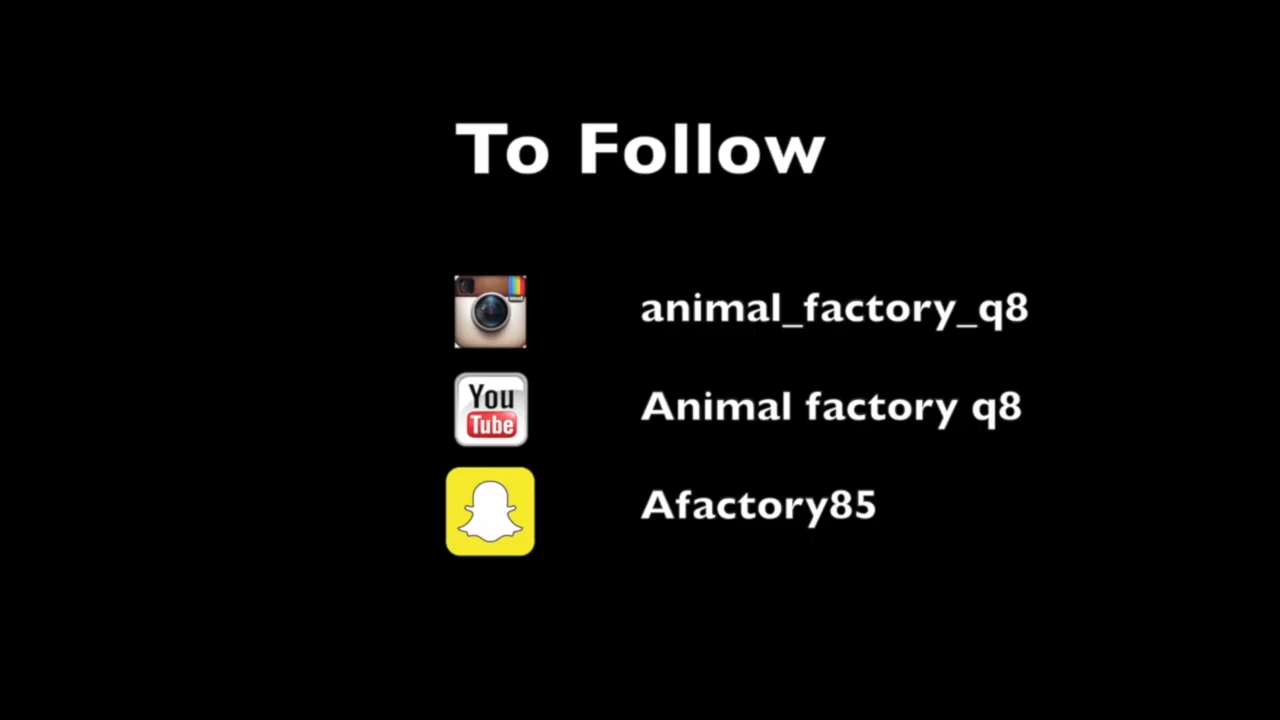 To Follow
animal_factory_q8
You
Tube
Animal factory q8
Afactory85